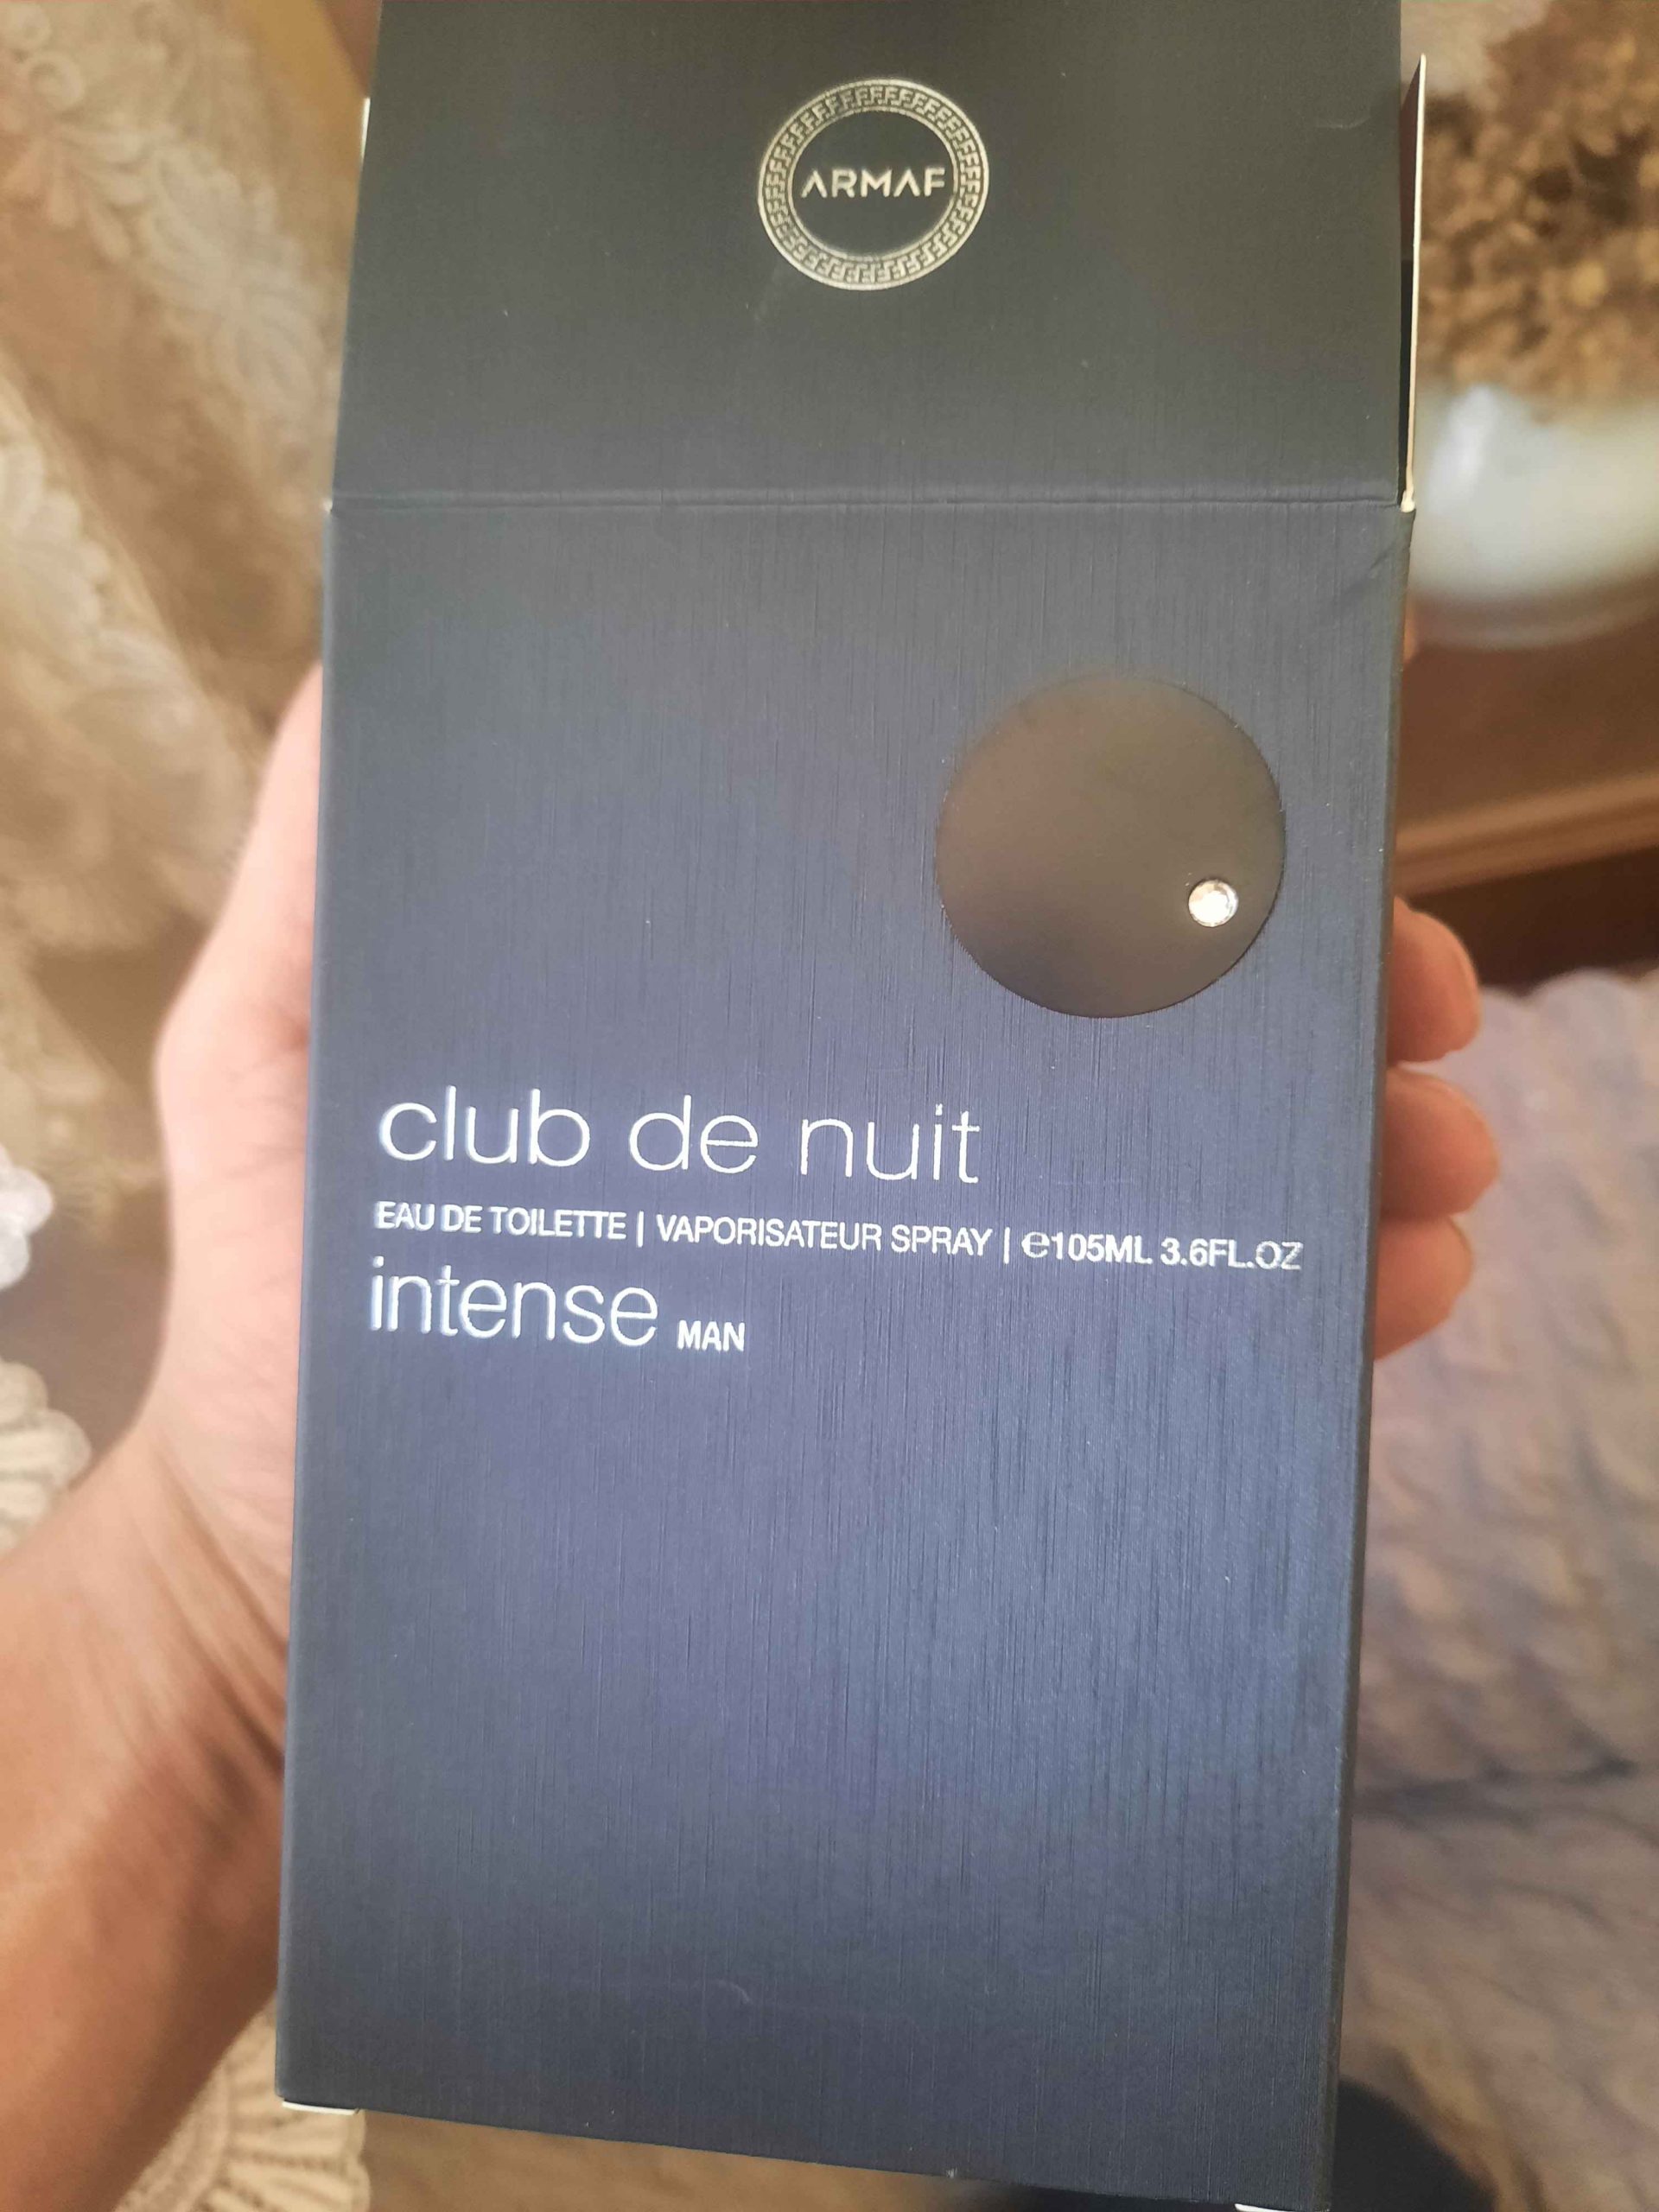 ARMAF
club de nuit
EAU DE TOILETTE | VAPORISATEUR SPRAY | ℮105ML 3.6FL.OZ
intense MAN